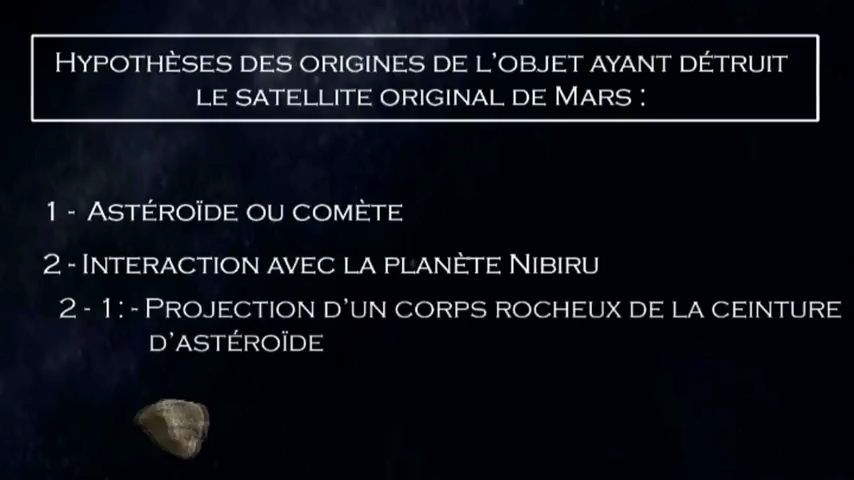 Hypothèses des origines de l'objet ayant détruit
le satellite original de Mars :
1 - Astéroïde ou comète
2 - Interaction avec la planète Nibiru
2 - 1: - Projection d'un corps rocheux de la ceinture
d'astéroïde